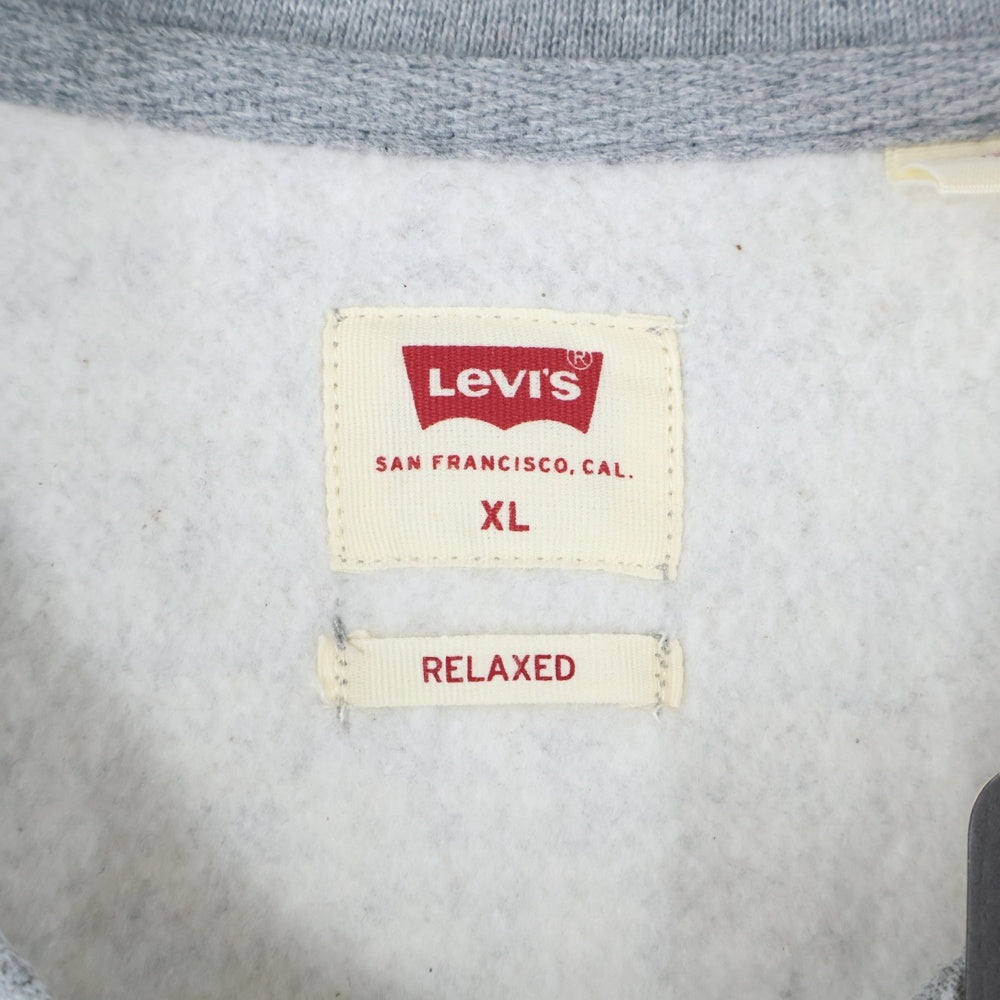 Levi's®
SAN FRANCISCO, CAL.
XL
RELAXED